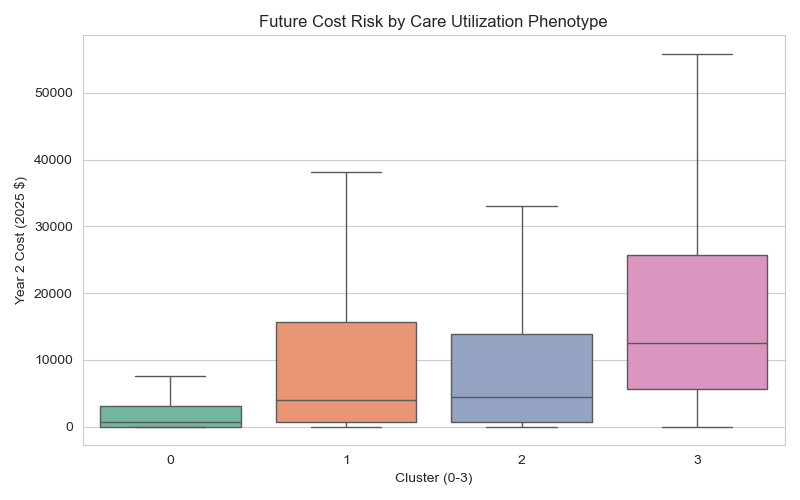 Future Cost Risk by Care Utilization Phenotype
Year 2 Cost (2025 $)
50000
40000
30000
20000
10000
0
0 1 2 3
Cluster (0-3)